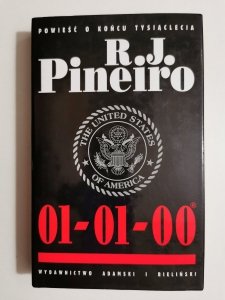 POWIEŚĆ O KOŃCU TYSIĄCLECIA
R.J.
Pineiro
THE UNITED STATES
OF AMERICA
01-01-00
WYDAWNICTWO ADAMSKI I BIELIŃSKI